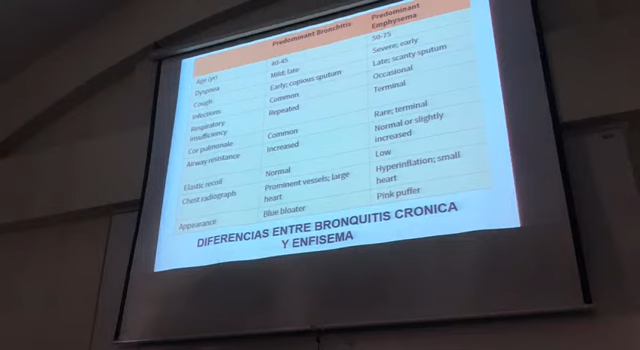 Predominant Bronchitis Predominant
Emphysema
Age (yr) 40-45 50-75
Dyspnea Mild; late Severe; early
Cough Early; copious sputum Late; scanty sputum
Infections Common Occasional
Respiratory Repeated Terminal
insufficiency
Cor pulmonale Common Rare; terminal
Airway resistance Increased Normal or slightly
increased
Elastic recoil Normal Low
Chest radiographs Prominent vessels; large Hyperinflation; small
heart heart
Appearance Blue bloater Pink puffer
DIFERENCIAS ENTRE BRONQUITIS CRONICA
Y ENFISEMA